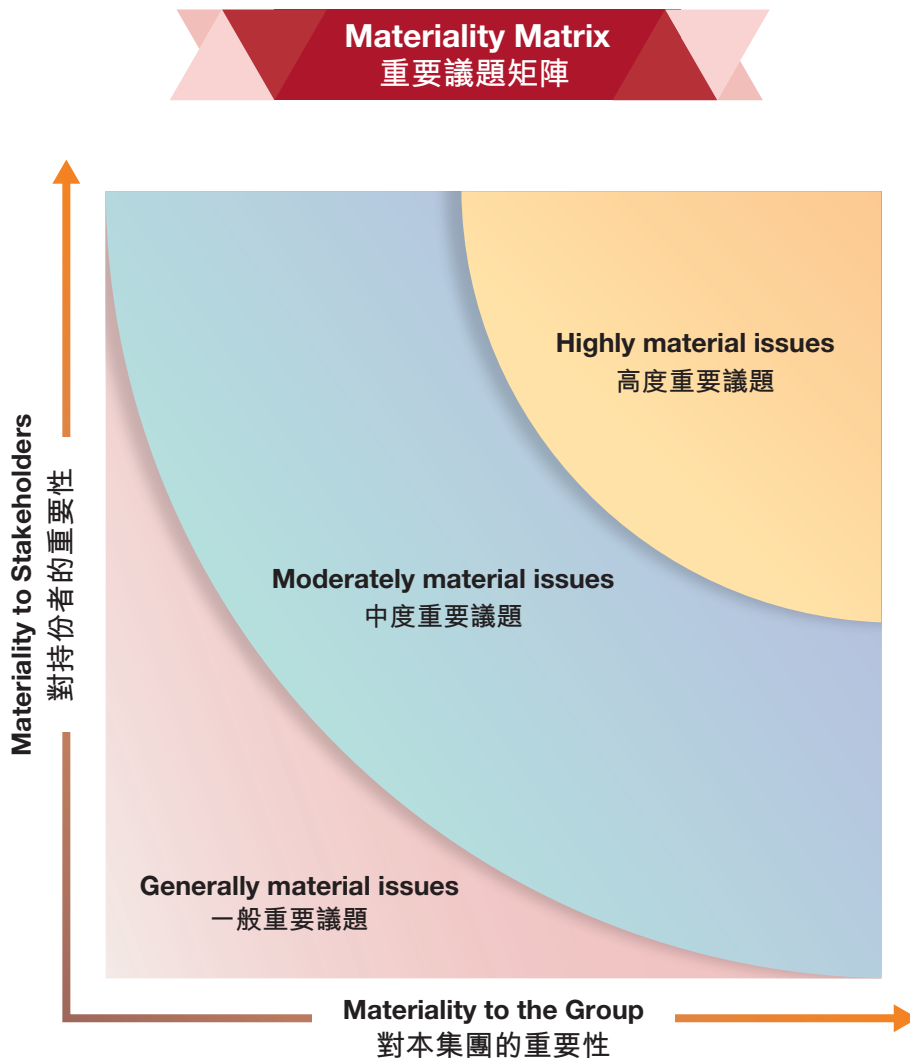 Materiality Matrix
重要議題矩陣
Highly material issues
高度重要議題
Materiality to Stakeholders
對持份者的重要性
Moderately material issues
中度重要議題
Generally material issues
一般重要議題
Materiality to the Group
對本集團的重要性